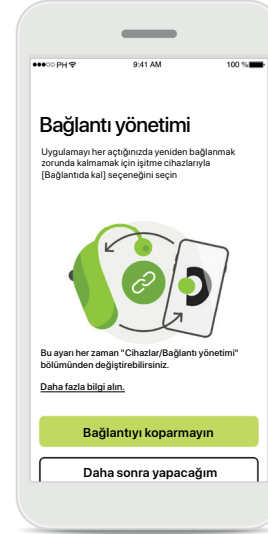 PH 9:41 AM 100 %
Bağlantı yönetimi
Uygulamayı her açtığınızda yeniden bağlanmak
zorunda kalmamak için işitme cihazlarıyla
[Bağlantıda kal] seçeneğini seçin
Bu ayarı her zaman "Cihazlar/Bağlantı yönetimi"
bölümünden değiştirebilirsiniz.
Daha fazla bilgi alın.
Bağlantıyı koparmayın
Daha sonra yapacağım